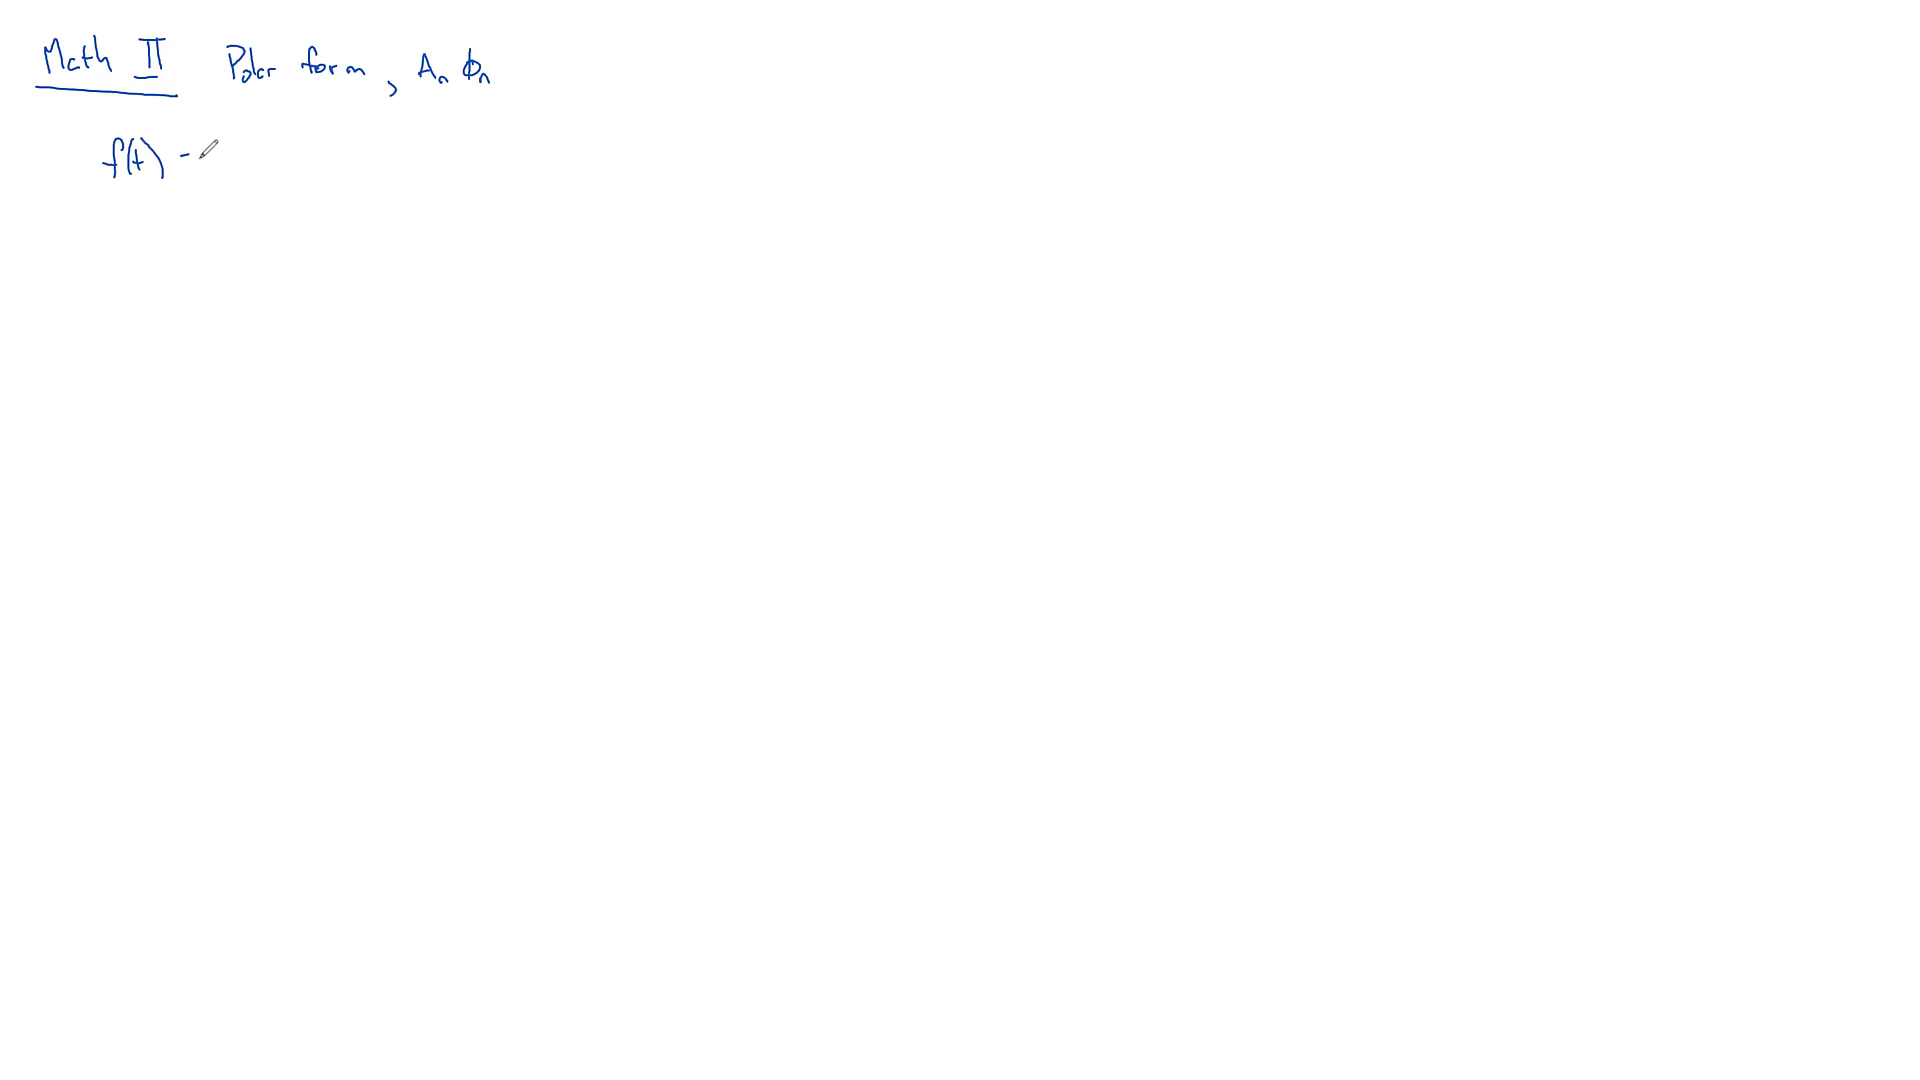 Math II Polar form, An ϕn
f(t) -